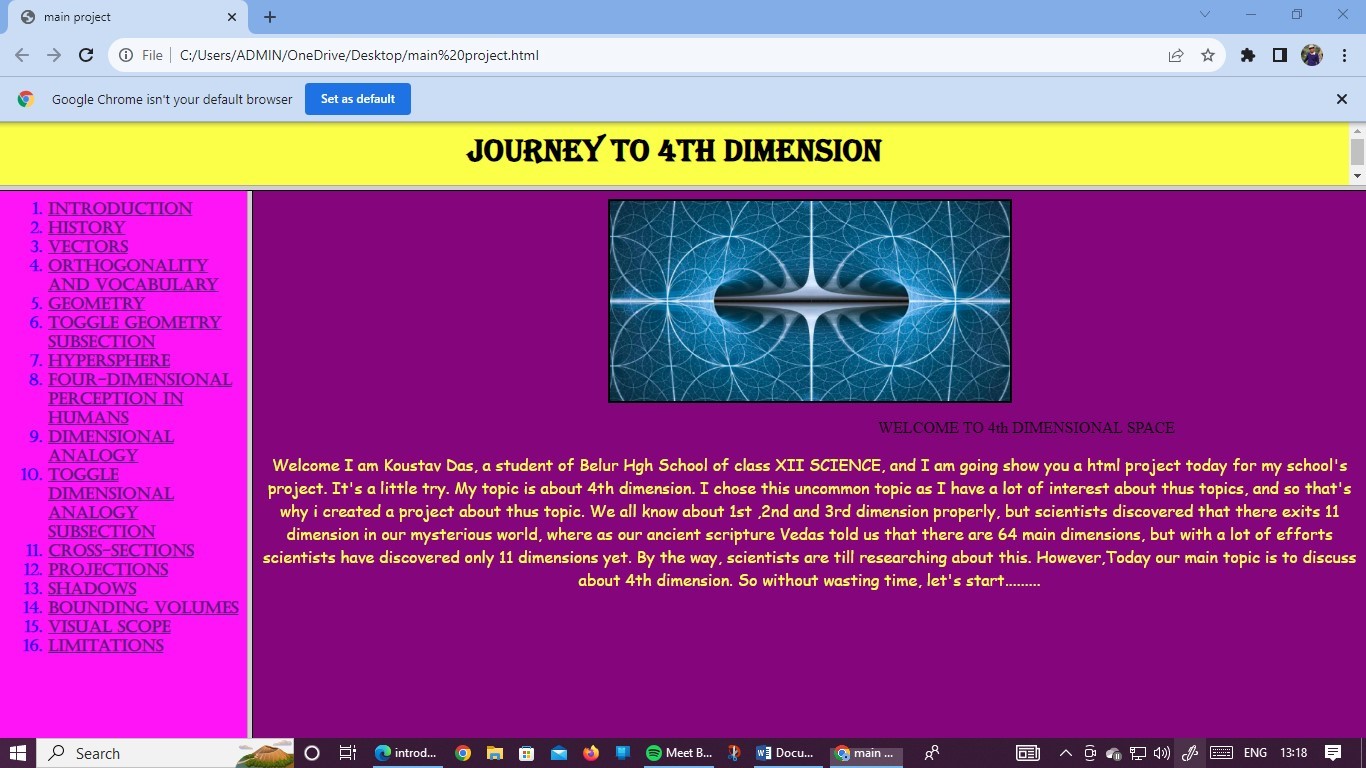 main project
File
C:/Users/ADMIN/OneDrive/Desktop/main%20project.html
Google Chrome isn't your default browser
Set as default
JOURNEY TO 4TH DIMENSION
1. INTRODUCTION
2. HISTORY
3. VECTORS
4. ORTHOGONALITY
AND VOCABULARY
5. GEOMETRY
6. TOGGLE GEOMETRY
SUBSECTION
7. HYPERSPHERE
8. FOUR-DIMENSIONAL
PERCEPTION IN
HUMANS
9. DIMENSIONAL
ANALOGY
10. TOGGLE
DIMENSIONAL
ANALOGY
SUBSECTION
11. CROSS-SECTIONS
12. PROJECTIONS
13. SHADOWS
14. BOUNDING VOLUMES
15. VISUAL SCOPE
16. LIMITATIONS
WELCOME TO 4th DIMENSIONAL SPACE
Welcome I am Koustav Das, a student of Belur Hgh School of class XII SCIENCE, and I am going show you a html project today for my school's
project. It's a little try. My topic is about 4th dimension. I chose this uncommon topic as I have a lot of interest about thus topics, and so that's
why i created a project about thus topic. We all know about 1st ,2nd and 3rd dimension properly, but scientists discovered that there exits 11
dimension in our mysterious world, where as our ancient scripture Vedas told us that there are 64 main dimensions, but with a lot of efforts
scientists have discovered only 11 dimensions yet. By the way, scientists are till researching about this. However,Today our main topic is to discuss
about 4th dimension. So without wasting time, let's start.........
Search
introd...
Meet B...
Docu...
main ...
ENG
13:18